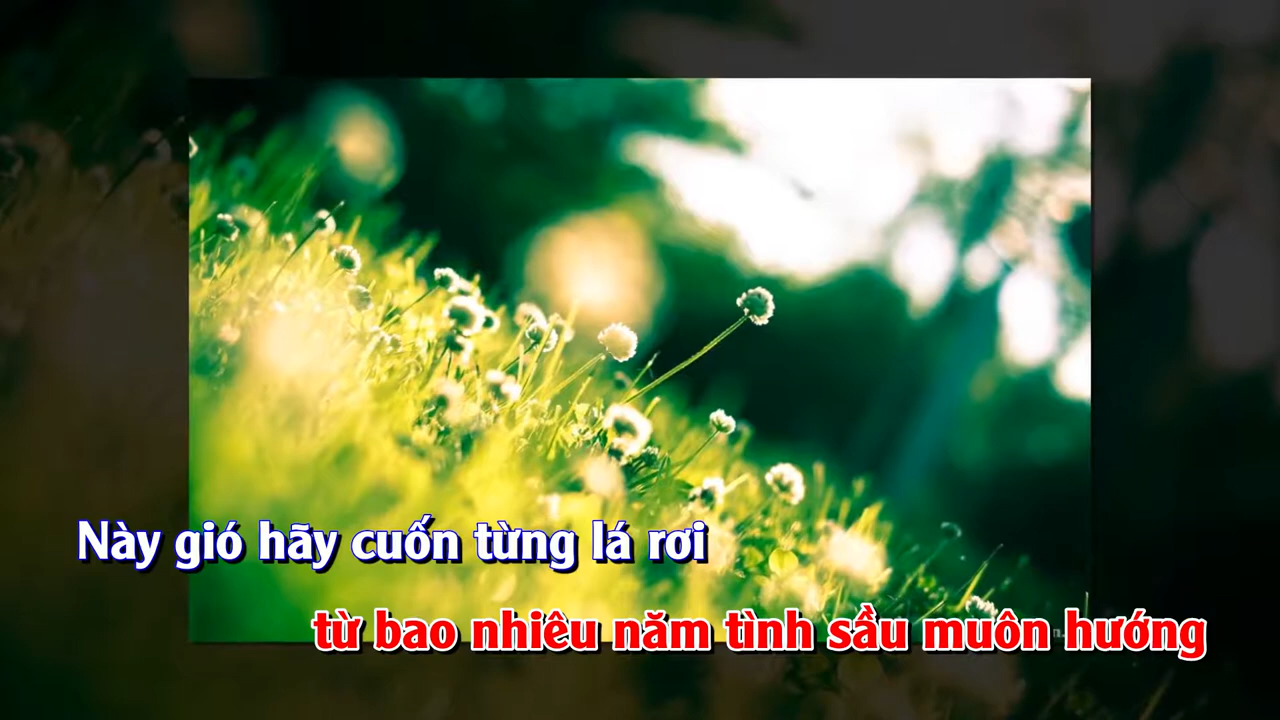 Này gió hãy cuốn từng lá rơi
từ bao nhiêu năm tình sầu muôn hướng